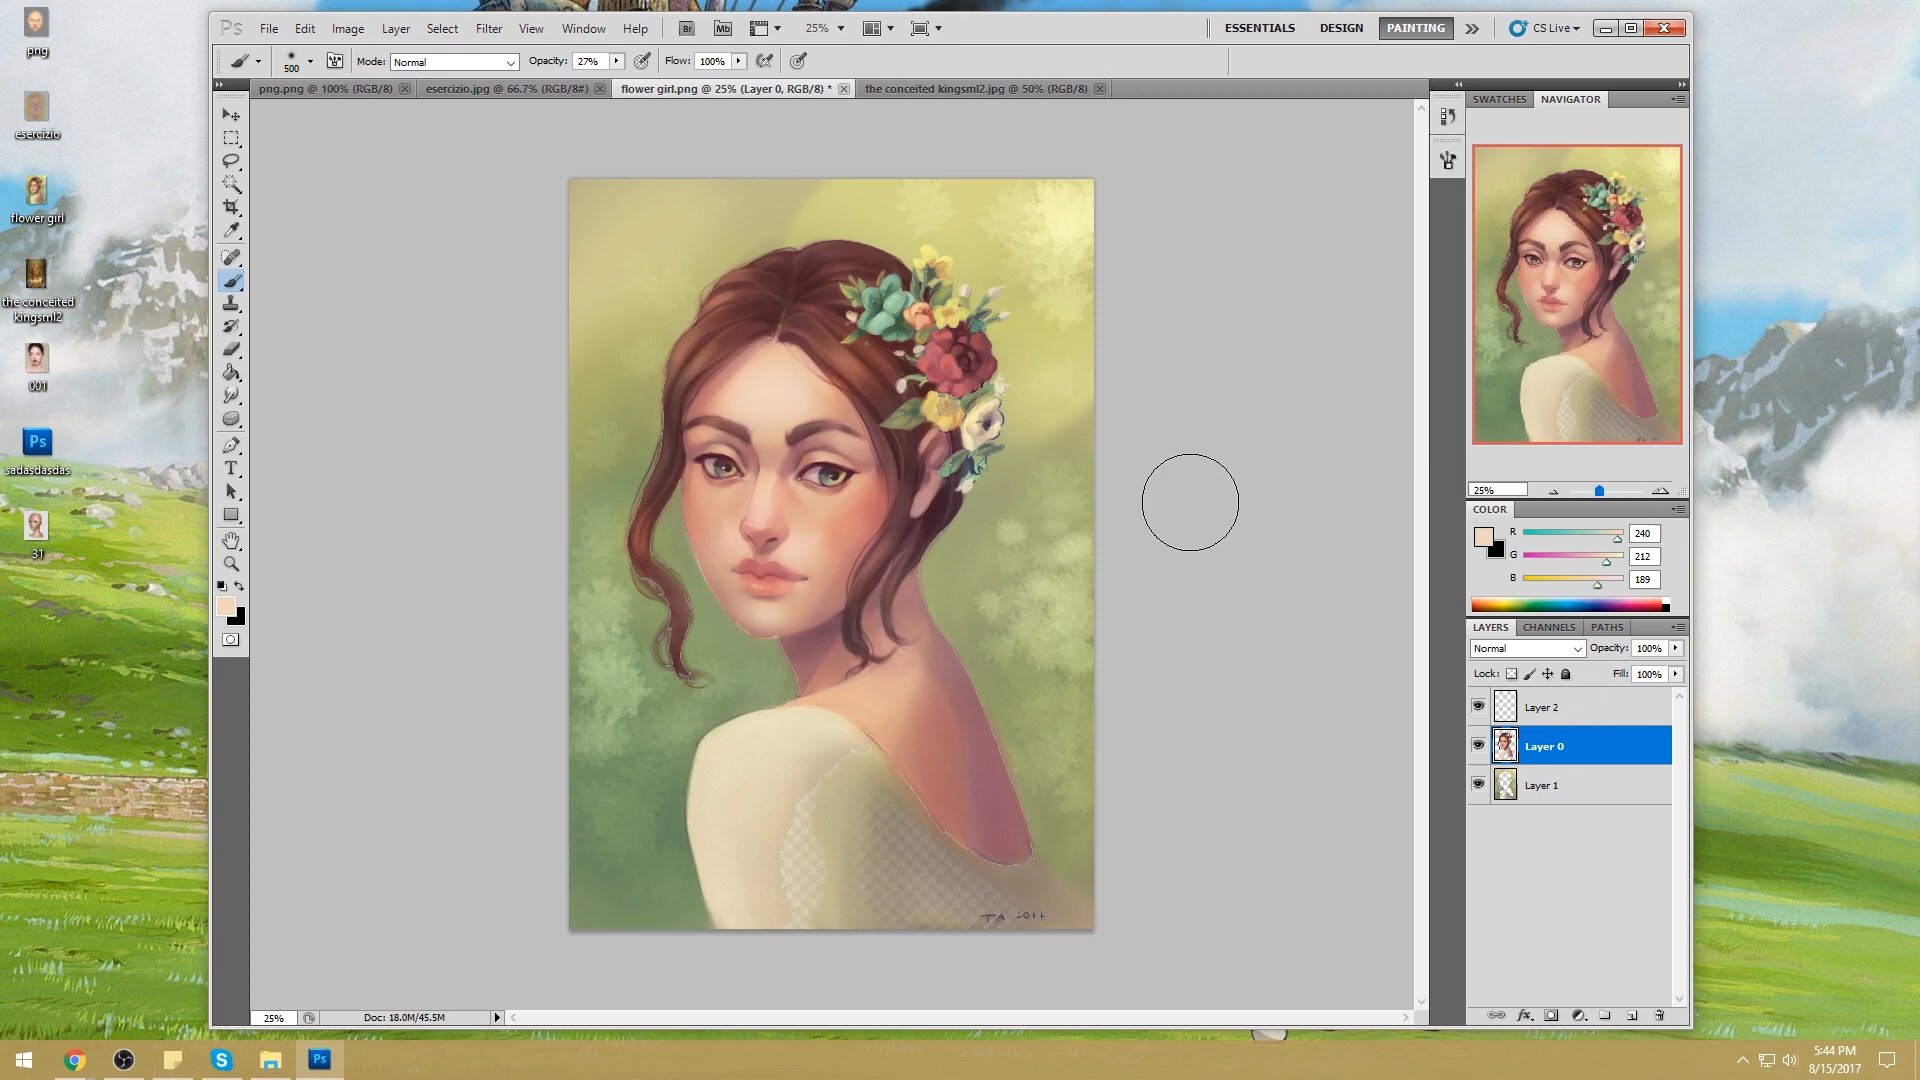 png
esercizio
flower girl
the conceited
kingsml2
001
Ps
sadasdasdas
31
Ps File Edit Image Layer Select Filter View Window Help Br Mb 25% ESSENTIALS DESIGN PAINTING CS Live
500 Mode: Normal Opacity: 27% Flow: 100%
png.png @ 100% (RGB/8) esercizio.jpg @ 66.7% (RGB/8#) flower girl.png @ 25% (Layer 0, RGB/8) * the conceited kingsml2.jpg @ 50% (RGB/8)
T
SWATCHES NAVIGATOR
25%
COLOR
R 240
G 212
B 189
LAYERS CHANNELS PATHS
Normal Opacity: 100%
Lock: Fill: 100%
Layer 2
Layer 0
Layer 1
fx
25% Doc: 18.0M/45.5M
S
Ps
5:44 PM
8/15/2017